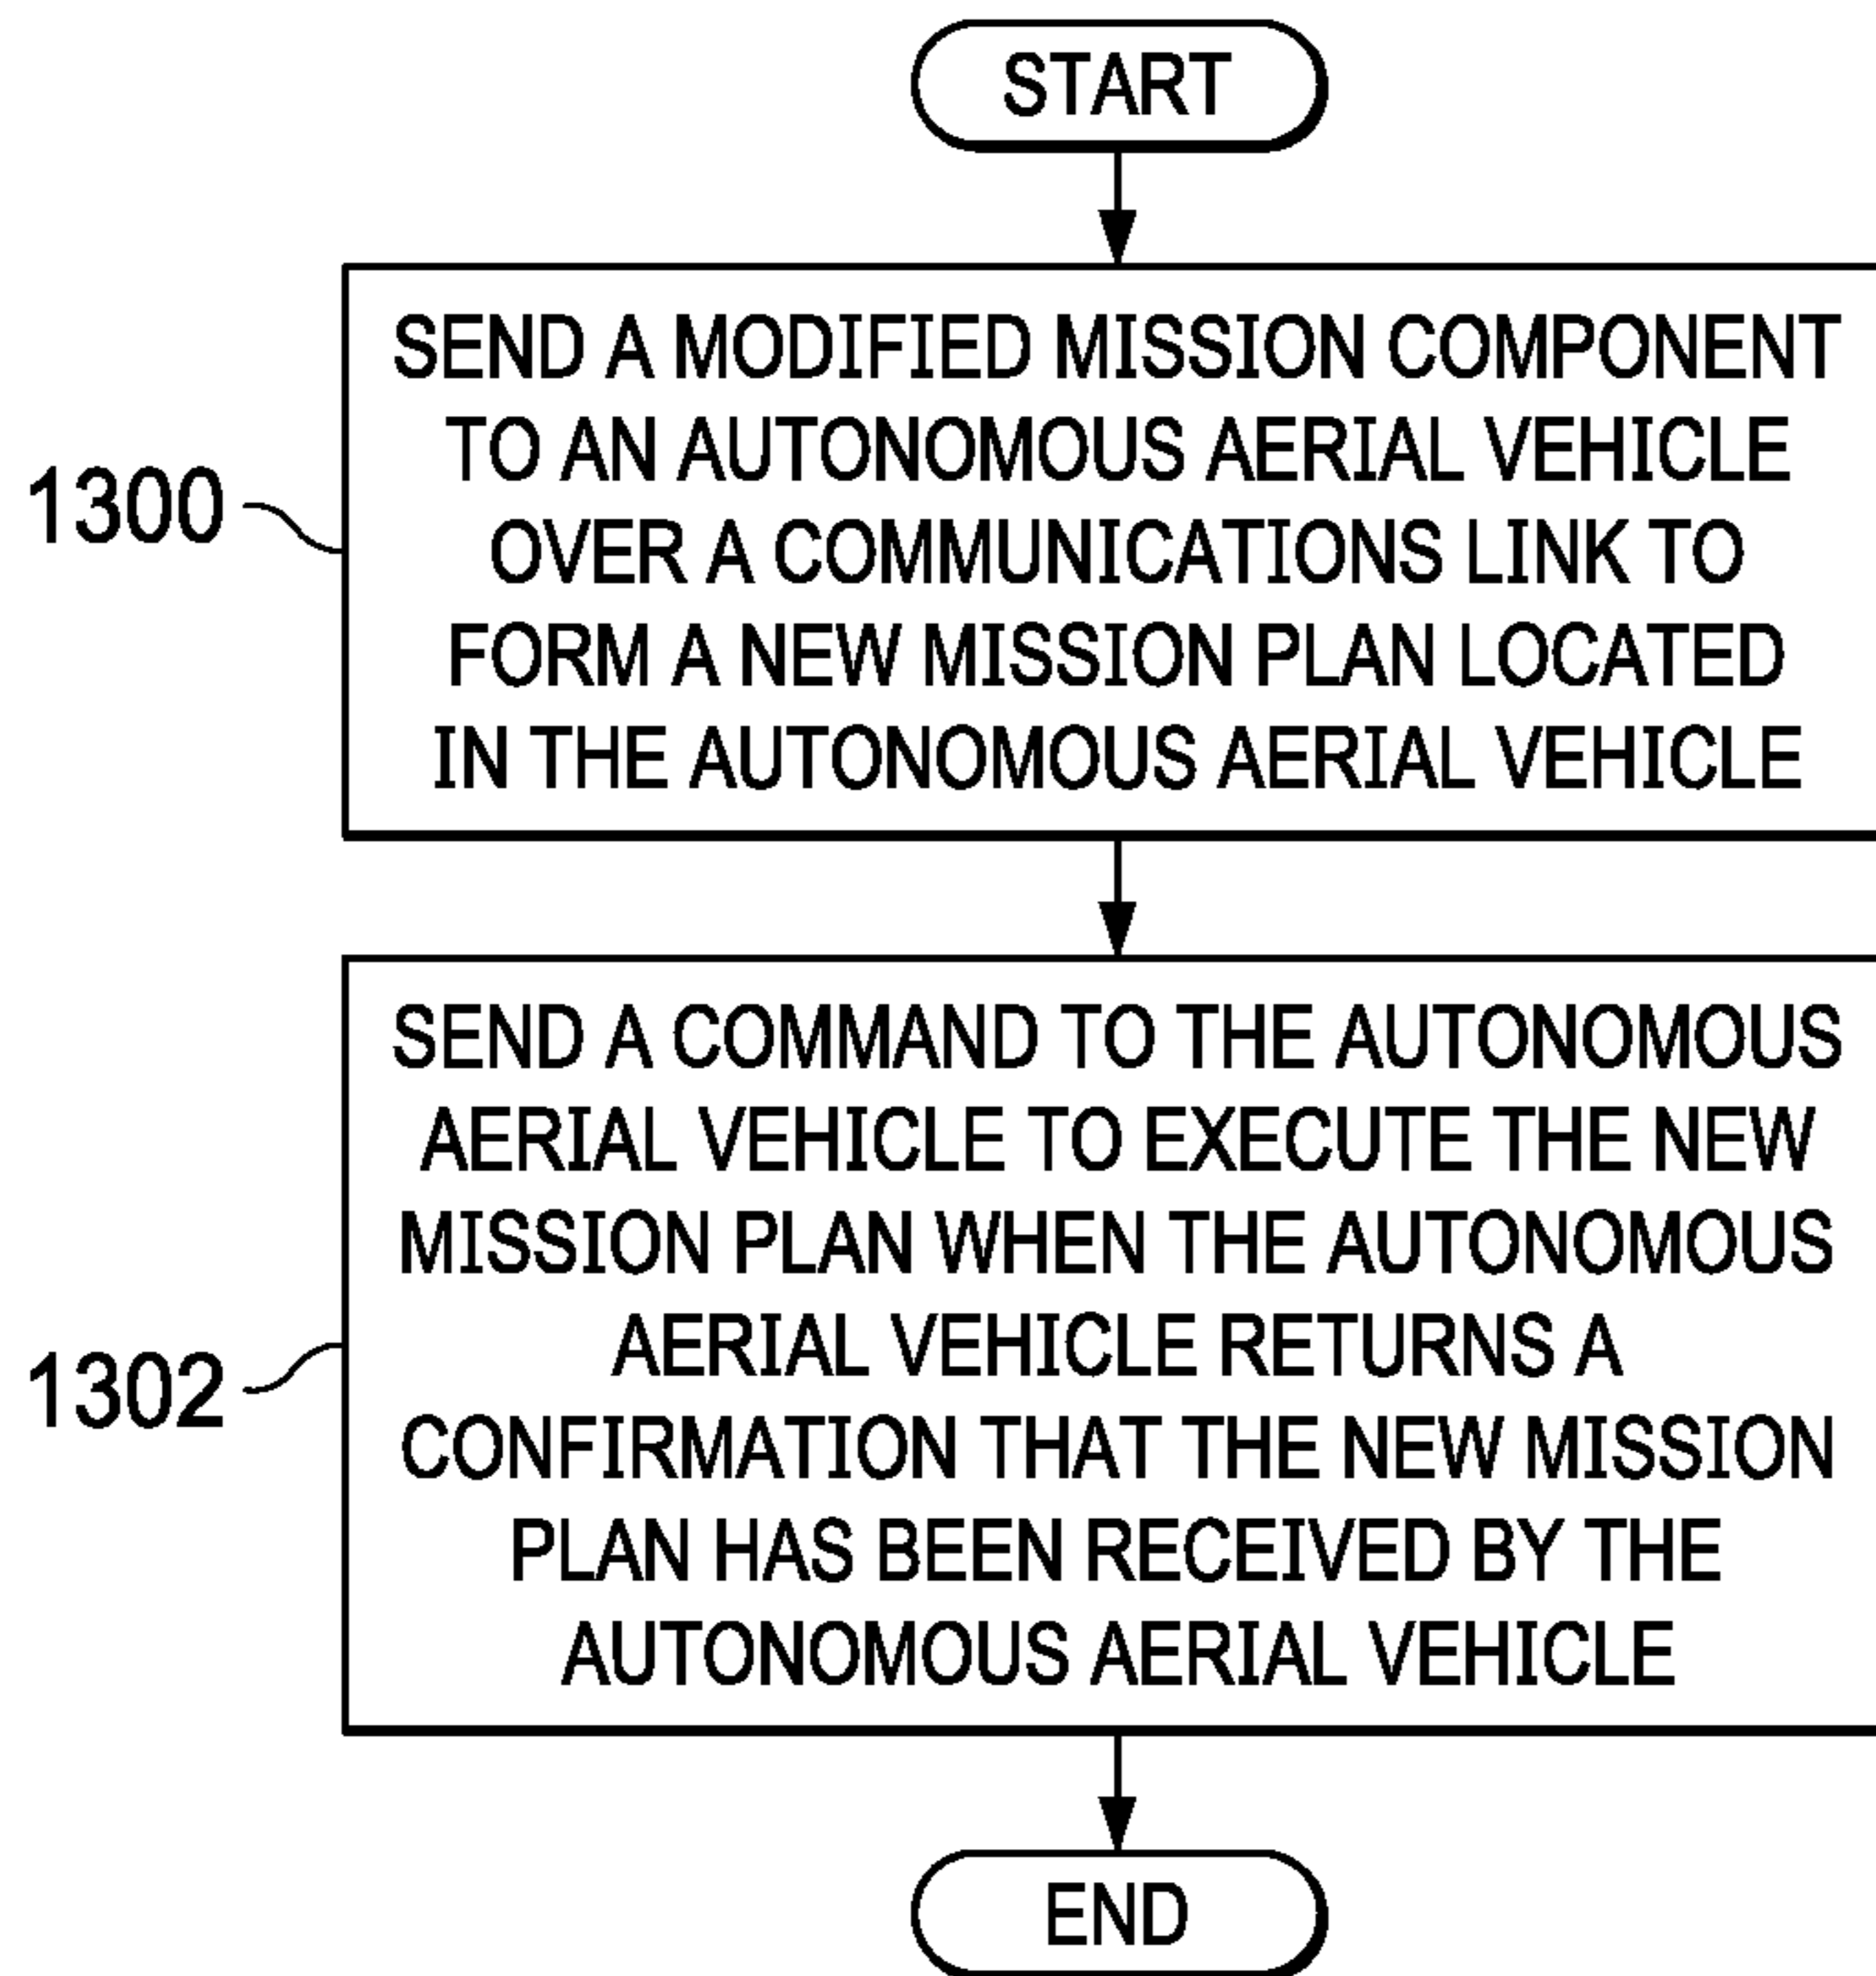 START
SEND A MODIFIED MISSION COMPONENT
TO AN AUTONOMOUS AERIAL VEHICLE
OVER A COMMUNICATIONS LINK TO
FORM A NEW MISSION PLAN LOCATED
IN THE AUTONOMOUS AERIAL VEHICLE
1300
SEND A COMMAND TO THE AUTONOMOUS
AERIAL VEHICLE TO EXECUTE THE NEW
MISSION PLAN WHEN THE AUTONOMOUS
AERIAL VEHICLE RETURNS A
CONFIRMATION THAT THE NEW MISSION
PLAN HAS BEEN RECEIVED BY THE
AUTONOMOUS AERIAL VEHICLE
1302
END